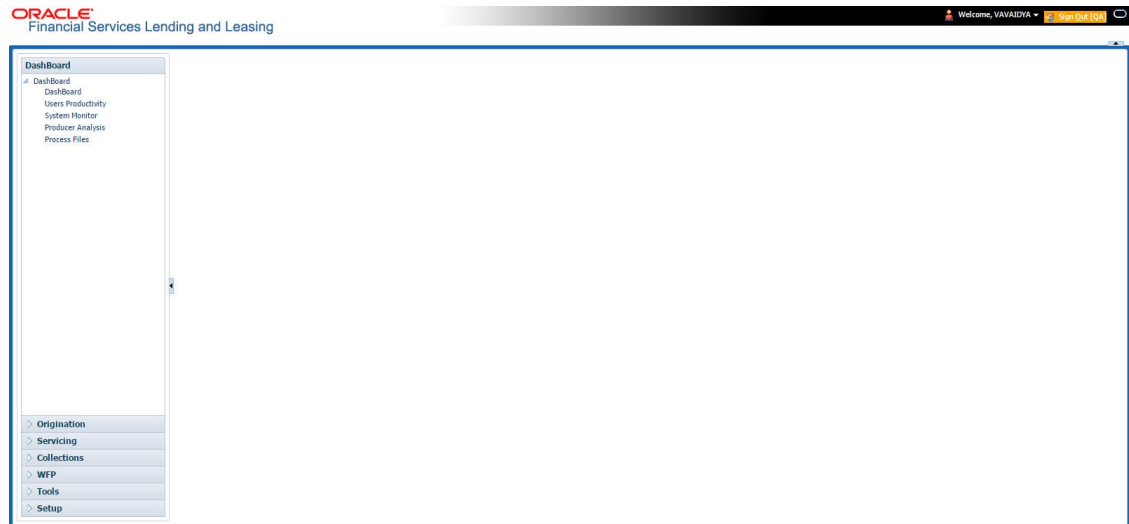 ORACLE
Financial Services Lending and Leasing
Welcome, VAVAIDYA
Sign Out [QA]
DashBoard
DashBoard
DashBoard
Users Productivity
System Monitor
Producer Analysis
Process Files
Origination
Servicing
Collections
WFP
Tools
Setup